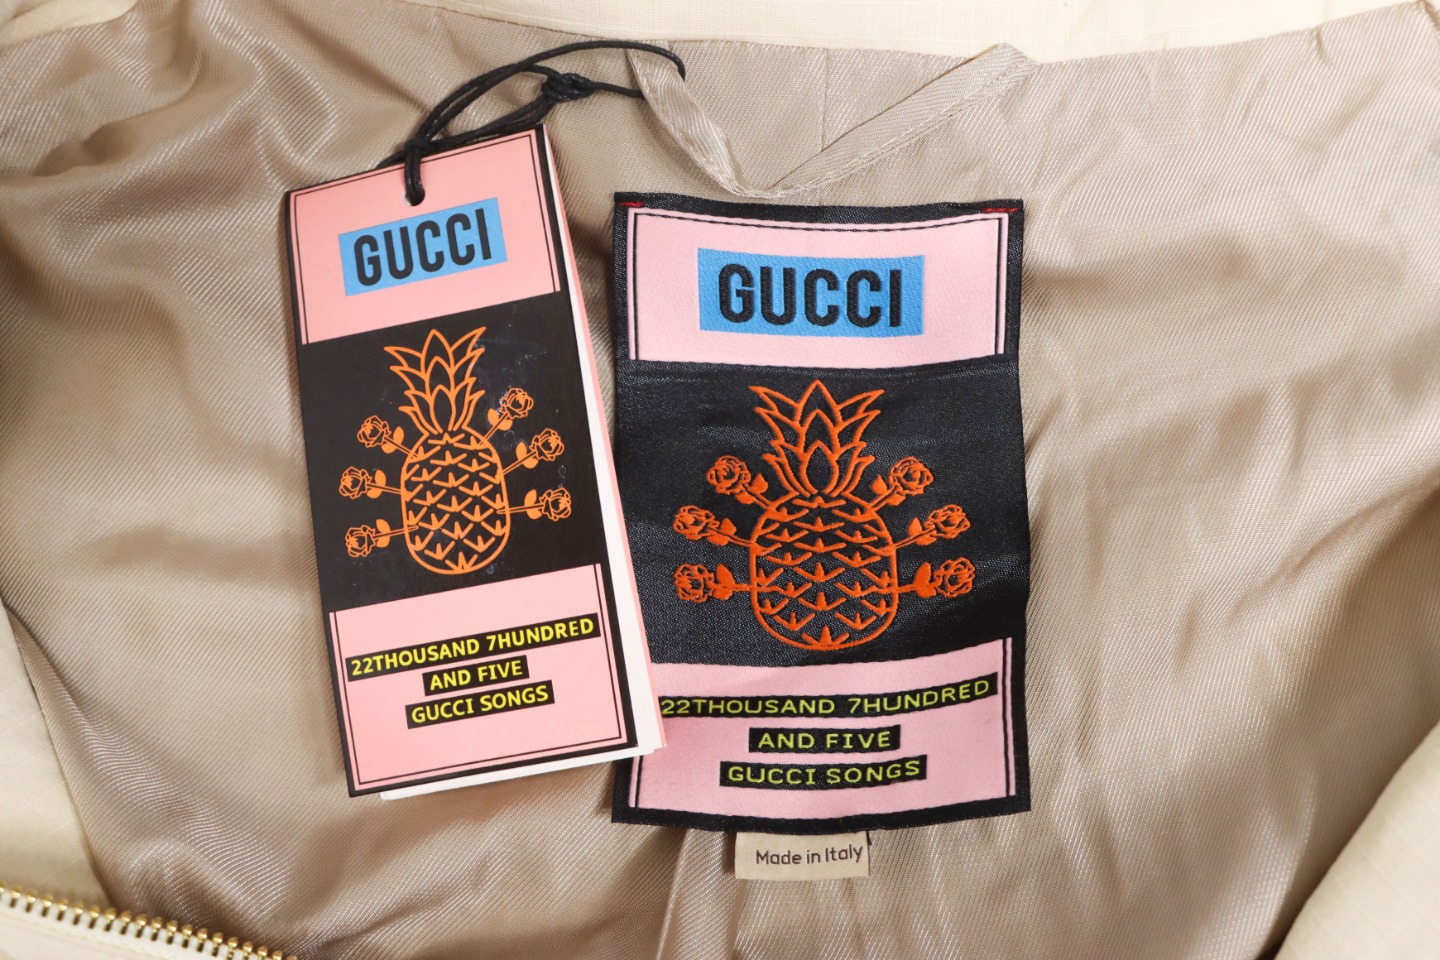 GUCCI
22THOUSAND 7HUNDRED
AND FIVE
GUCCI SONGS
GUCCI
22THOUSAND 7HUNDRED
AND FIVE
GUCCI SONGS
Made in Italy